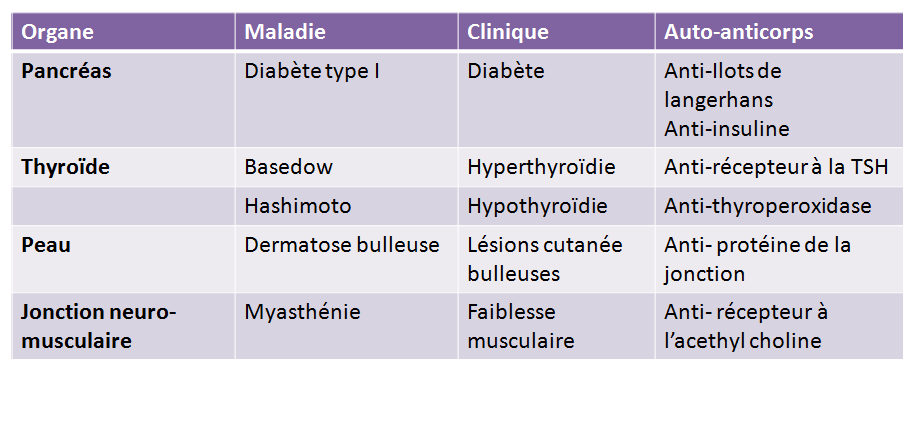 Organe Maladie Clinique Auto-anticorps
Pancréas Diabète type I Diabète Anti-Ilots de
langerhans
Anti-insuline
Thyroïde Basedow Hyperthyroïdie Anti-récepteur à la TSH
Hashimoto Hypothyroïdie Anti-thyroperoxidase
Peau Dermatose bulleuse Lésions cutanée Anti- protéine de la
bulleuses jonction
Jonction neuro- Myasthénie Faiblesse Anti- récepteur à
musculaire musculaire l’acethyl choline